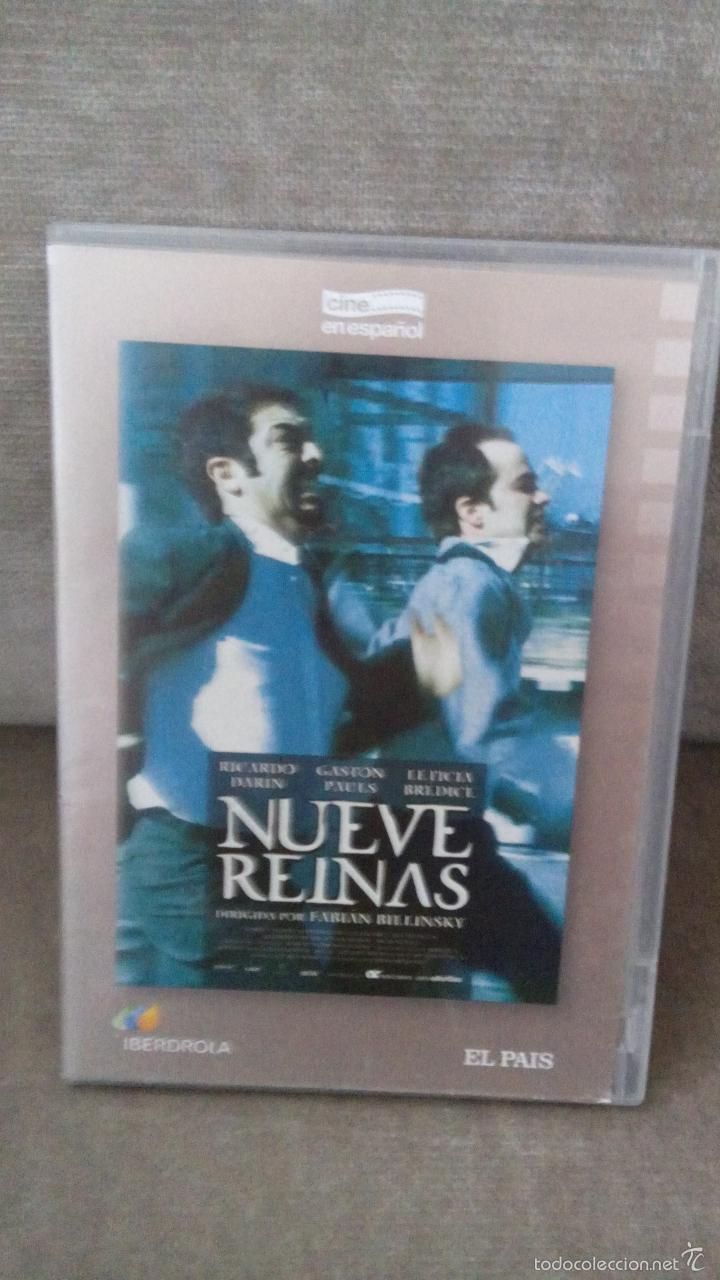 cine
en español
RICARDO GASTON LETICIA
DARIN PAULS BREDICE
NUEVE
REINAS
DIRIGIDA POR FABIAN BIELINSKY
IBERDROLA
EL PAIS
todocoleccion.net